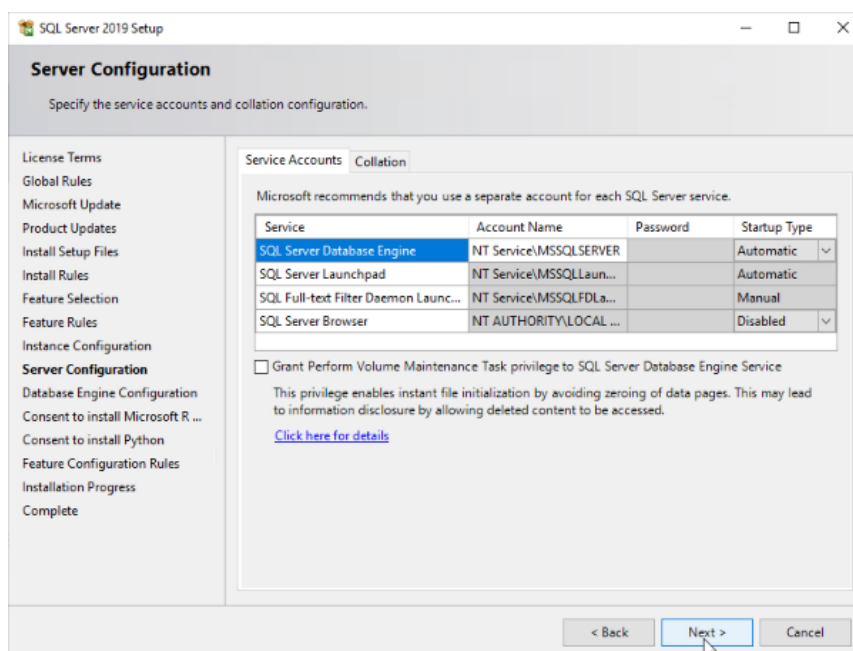 SQL Server 2019 Setup
Server Configuration
Specify the service accounts and collation configuration.
License Terms
Global Rules
Microsoft Update
Product Updates
Install Setup Files
Install Rules
Feature Selection
Feature Rules
Instance Configuration
Server Configuration
Database Engine Configuration
Consent to install Microsoft R ...
Consent to install Python
Feature Configuration Rules
Installation Progress
Complete
Service Accounts Collation
Microsoft recommends that you use a separate account for each SQL Server service.
Service Account Name Password Startup Type
SQL Server Database Engine NT Service\MSSQLSERVER Automatic
SQL Server Launchpad NT Service\MSSQLLaun... Automatic
SQL Full-text Filter Daemon Launc... NT Service\MSSQLFDLa... Manual
SQL Server Browser NT AUTHORITY\LOCAL ... Disabled
Grant Perform Volume Maintenance Task privilege to SQL Server Database Engine Service
This privilege enables instant file initialization by avoiding zeroing of data pages. This may lead
to information disclosure by allowing deleted content to be accessed.
Click here for details
< Back Next > Cancel